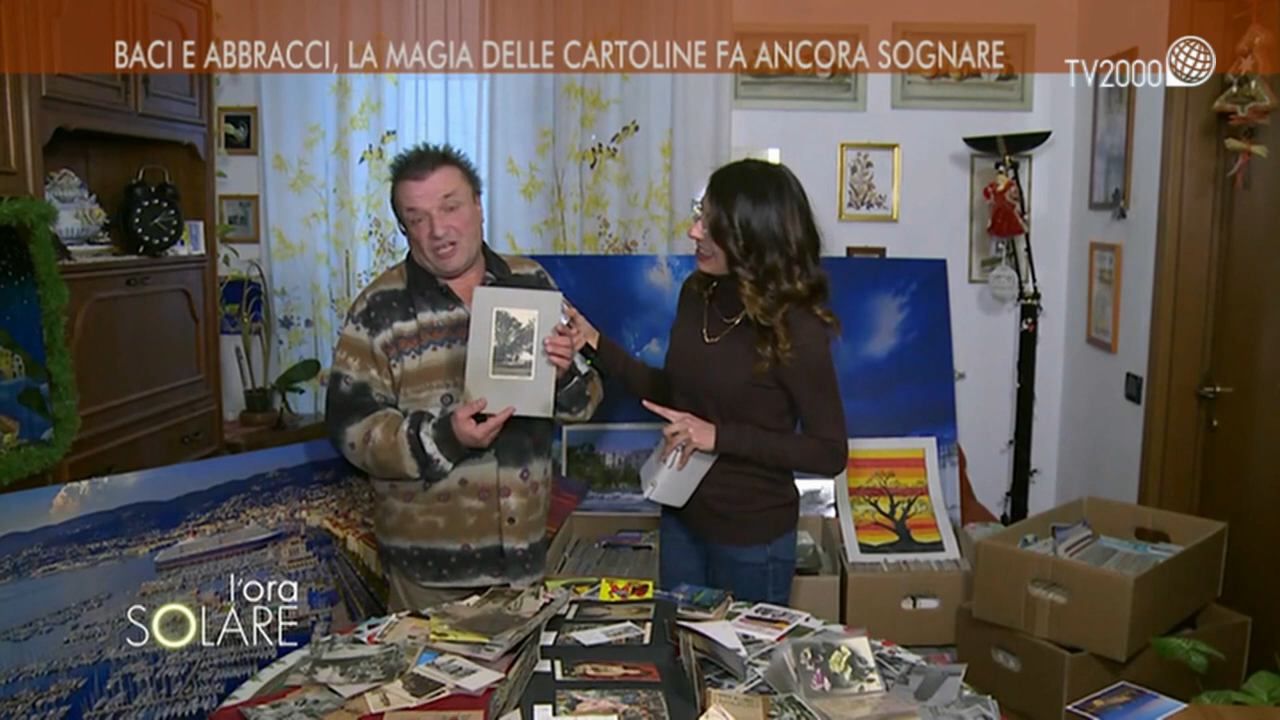 BACI E ABBRACCI, LA MAGIA DELLE CARTOLINE FA ANCORA SOGNARE
TV2000
l'ora
SOLARE